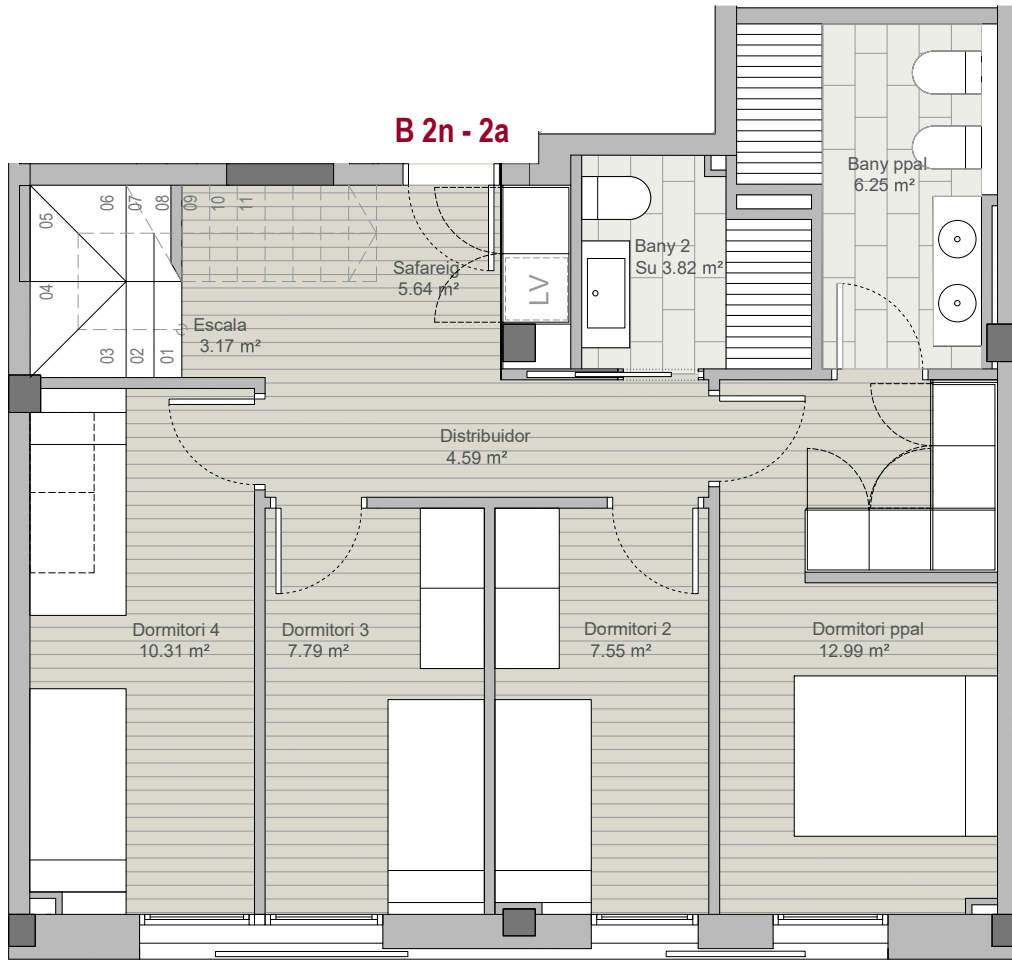 B 2n - 2a
Bany ppal
6.25 m²
05
06
07
08
09
10
11
Bany 2
Su 3.82 m²
Safareig
5.64 m²
LV
04
Escala
3.17 m²
03
02
01
Distribuidor
4.59 m²
Dormitori 4
10.31 m²
Dormitori 3
7.79 m²
Dormitori 2
7.55 m²
Dormitori ppal
12.99 m²